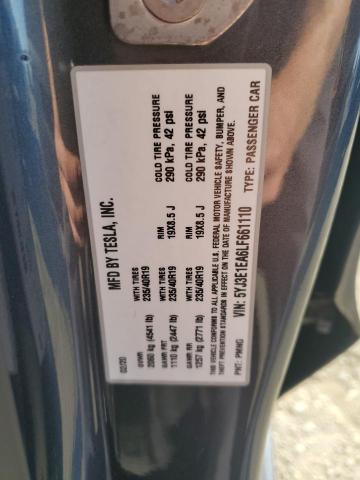 MFD BY TESLA, INC.
02/20
GVWR WITH TIRES RIM COLD TIRE PRESSURE
2060 kg (4541 lb) 235/40R19 19X8.5 J 290 kPa, 42 psi
GAWR FRT WITH TIRES RIM COLD TIRE PRESSURE
1110 kg (2447 lb) 235/40R19 19X8.5 J 290 kPa, 42 psi
GAWR RR WITH TIRES
1257 kg (2771 lb) 235/40R19
THIS VEHICLE CONFORMS TO ALL APPLICABLE U.S. FEDERAL MOTOR VEHICLE SAFETY, BUMPER, AND
THEFT PREVENTION STANDARDS IN EFFECT ON THE DATE OF MANUFACTURE SHOWN ABOVE.
VIN: 5YJ3E1EA6LF661110
PNT: PMNG TYPE: PASSENGER CAR